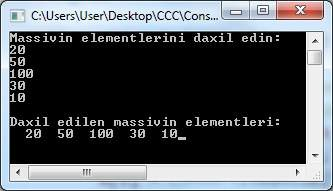 C:\Users\User\Desktop\CCC\Cons...
Massivin elementlerini daxil edin:
20
50
100
30
10
Daxil edilen massivin elementleri:
20 50 100 30 10_